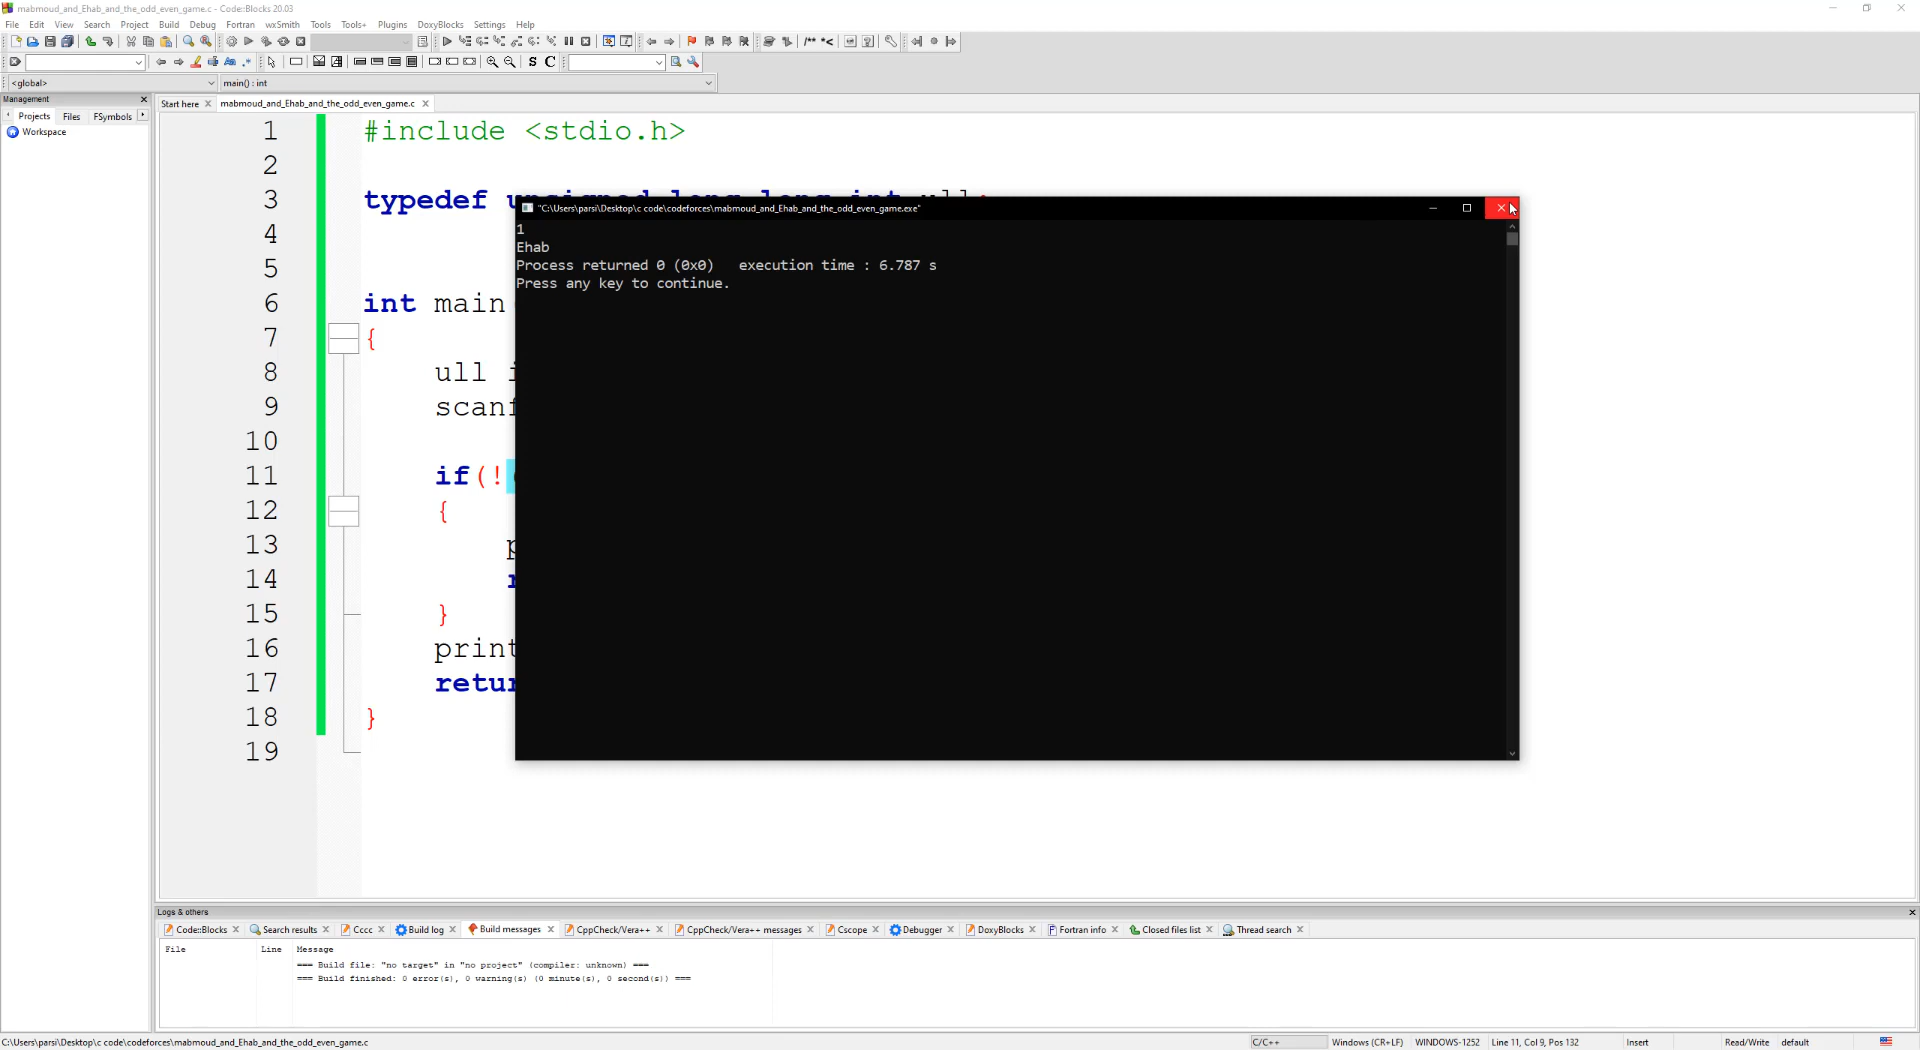 mabmoud_and_Ehab_and_the_odd_even_game.c - Code::Blocks 20.03
File Edit View Search Project Build Debug Fortran wxSmith Tools Tools+ Plugins DoxyBlocks Settings Help
S C
<global> main() : int
Management
Projects Files FSymbols
Workspace
Start here mabmoud_and_Ehab_and_the_odd_even_game.c
1 #include <stdio.h>
2
3 typedef unsigned long long int ull;
4
5
6 int main
7 {
8 ull i
9 scanf
10
11 if(!
12 {
13 p
14 r
15 }
16 print
17 retur
18 }
19
"C:\Users\parsi\Desktop\c code\codeforces\mabmoud_and_Ehab_and_the_odd_even_game.exe"
1
Ehab
Process returned 0 (0x0) execution time : 6.787 s
Press any key to continue.
Logs & others
Code::Blocks Search results Cccc Build log Build messages CppCheck/Vera++ CppCheck/Vera++ messages Cscope Debugger DoxyBlocks Fortran info Closed files list Thread search
File Line Message
=== Build file: "no target" in "no project" (compiler: unknown) ===
=== Build finished: 0 error(s), 0 warning(s) (0 minute(s), 0 second(s)) ===
C:\Users\parsi\Desktop\c code\codeforces\mabmoud_and_Ehab_and_the_odd_even_game.c C/C++ Windows (CR+LF) WINDOWS-1252 Line 11, Col 9, Pos 132 Insert Read/Write default